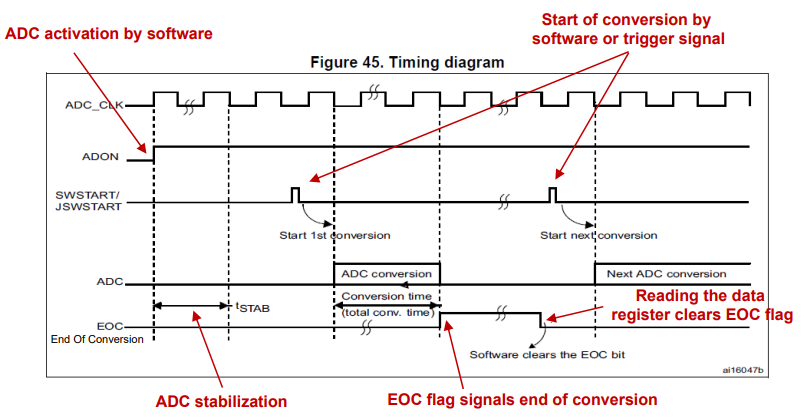 ADC activation by software
Start of conversion by
software or trigger signal
Figure 45. Timing diagram
ADC_CLK
ADON
SWSTART/
JSWSTART
Start 1st conversion
Start next conversion
ADC
ADC conversion
Next ADC conversion
tSTAB
Conversion time
(total conv. time)
Reading the data
register clears EOC flag
EOC
End Of Conversion
Software clears the EOC bit
ai16047b
ADC stabilization
EOC flag signals end of conversion